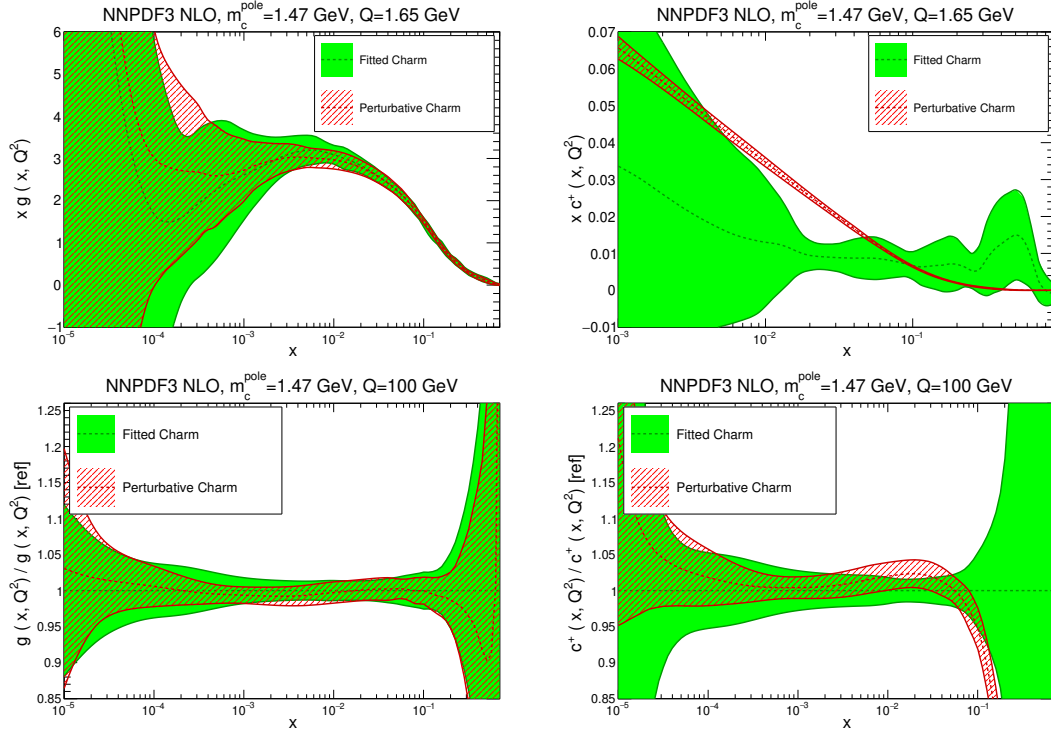 NNPDF3 NLO, m_c^pole=1.47 GeV, Q=1.65 GeV
6
5
4
3
2
1
0
−1
x g ( x, Q²)
Fitted Charm
Perturbative Charm
10⁻⁵ 10⁻⁴ 10⁻³ 10⁻² 10⁻¹
x
NNPDF3 NLO, m_c^pole=1.47 GeV, Q=1.65 GeV
0.07
0.06
0.05
0.04
0.03
0.02
0.01
0
−0.01
x c⁺ ( x, Q²)
Fitted Charm
Perturbative Charm
10⁻³ 10⁻² 10⁻¹
x
NNPDF3 NLO, m_c^pole=1.47 GeV, Q=100 GeV
1.25
1.2
1.15
1.1
1.05
1
0.95
0.9
0.85
g ( x, Q²) / g ( x, Q²) [ref]
Fitted Charm
Perturbative Charm
10⁻⁵ 10⁻⁴ 10⁻³ 10⁻² 10⁻¹
x
NNPDF3 NLO, m_c^pole=1.47 GeV, Q=100 GeV
1.25
1.2
1.15
1.1
1.05
1
0.95
0.9
0.85
c⁺ ( x, Q²) / c⁺ ( x, Q²) [ref]
Fitted Charm
Perturbative Charm
10⁻⁵ 10⁻⁴ 10⁻³ 10⁻² 10⁻¹
x